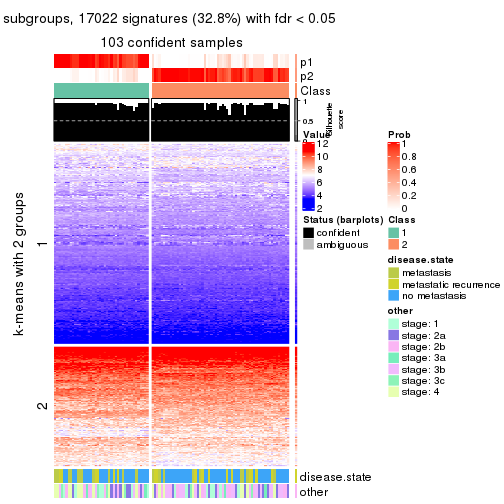 subgroups, 17022 signatures (32.8%) with fdr < 0.05
103 confident samples
p1
p2
Class
1
0.5
Silhouette
score
k-means with 2 groups
1
2
Value
12
10
8
6
4
2
Prob
1
0.8
0.6
0.4
0.2
0
Status (barplots)
confident
ambiguous
Class
1
2
disease.state
metastasis
metastatic recurrence
no metastasis
other
stage: 1
stage: 2a
stage: 2b
stage: 3a
stage: 3b
stage: 3c
stage: 4
disease.state
other